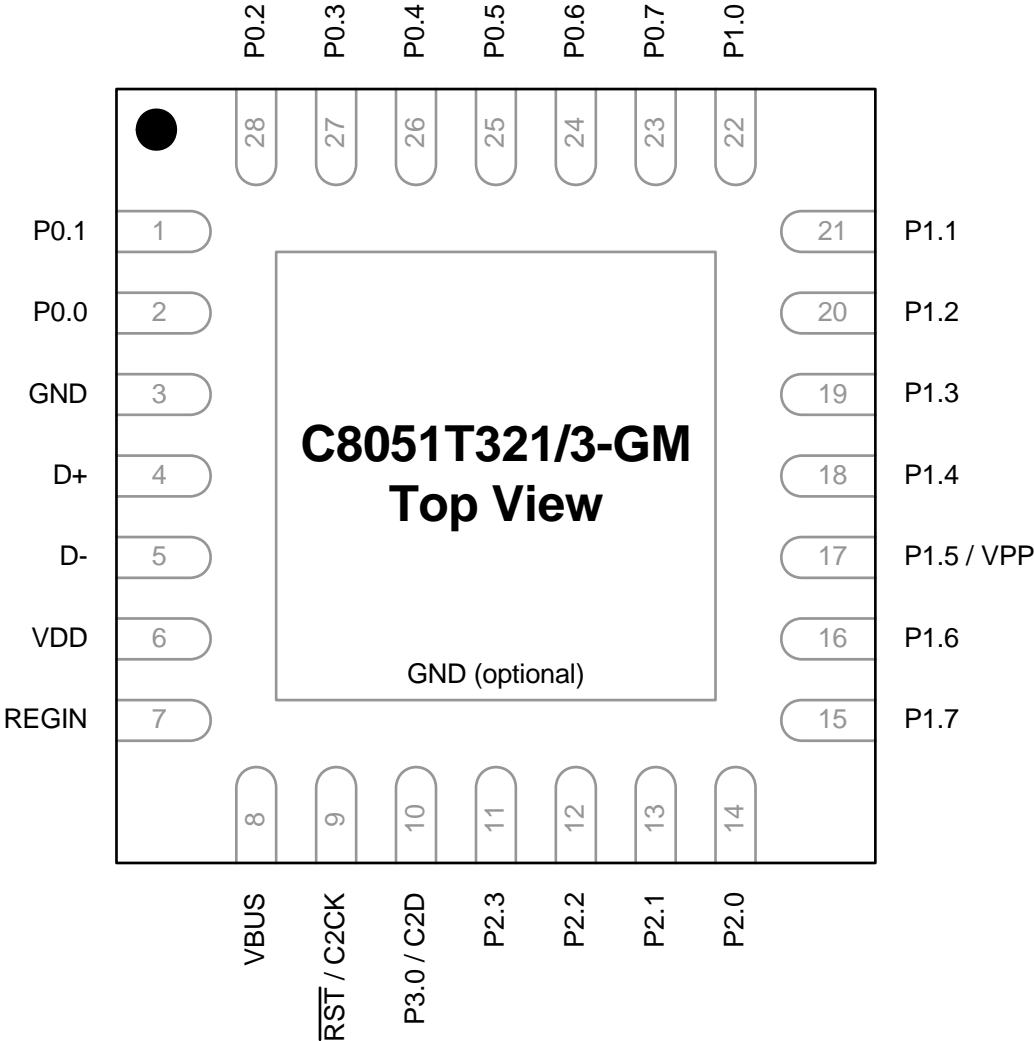 P0.2
P0.3
P0.4
P0.5
P0.6
P0.7
P1.0
28
27
26
25
24
23
22
P0.1 1
P0.0 2
GND 3
D+ 4
D- 5
VDD 6
REGIN 7
C8051T321/3-GM
Top View
GND (optional)
21 P1.1
20 P1.2
19 P1.3
18 P1.4
17 P1.5 / VPP
16 P1.6
15 P1.7
8
9
10
11
12
13
14
VBUS
RST / C2CK
P3.0 / C2D
P2.3
P2.2
P2.1
P2.0